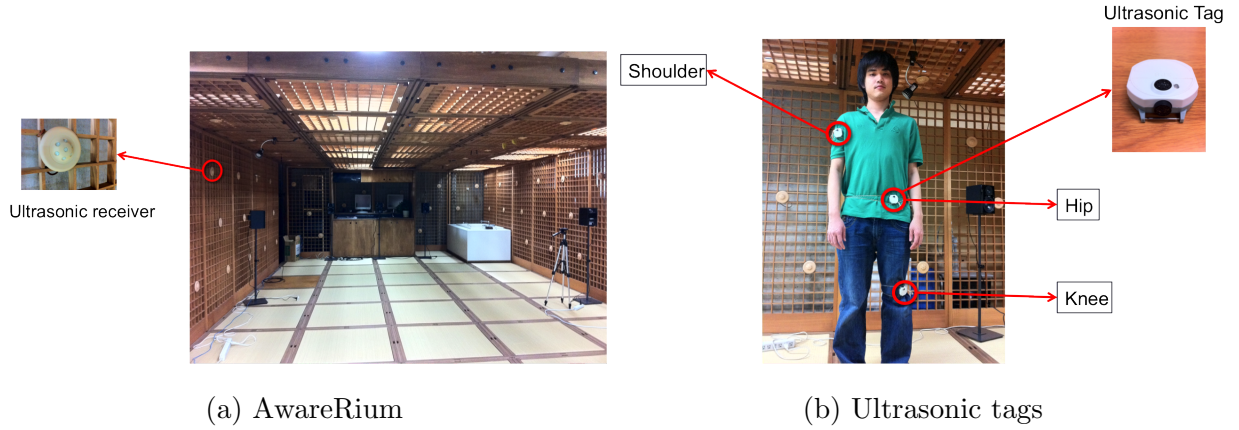 Ultrasonic receiver
(a) AwareRium
Ultrasonic Tag
Shoulder
Hip
Knee
(b) Ultrasonic tags